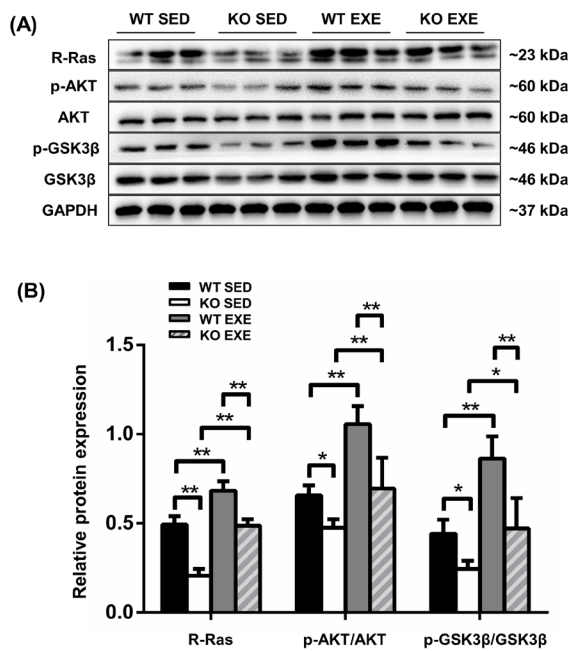 (A)
WT SED KO SED WT EXE KO EXE
R-Ras ~23 kDa
p-AKT ~60 kDa
AKT ~60 kDa
p-GSK3β ~46 kDa
GSK3β ~46 kDa
GAPDH ~37 kDa
(B)
WT SED
KO SED
WT EXE
KO EXE
Relative protein expression
1.5
1.0
0.5
0.0
** ** ** **
* ** ** **
* ** * **
R-Ras p-AKT/AKT p-GSK3β/GSK3β